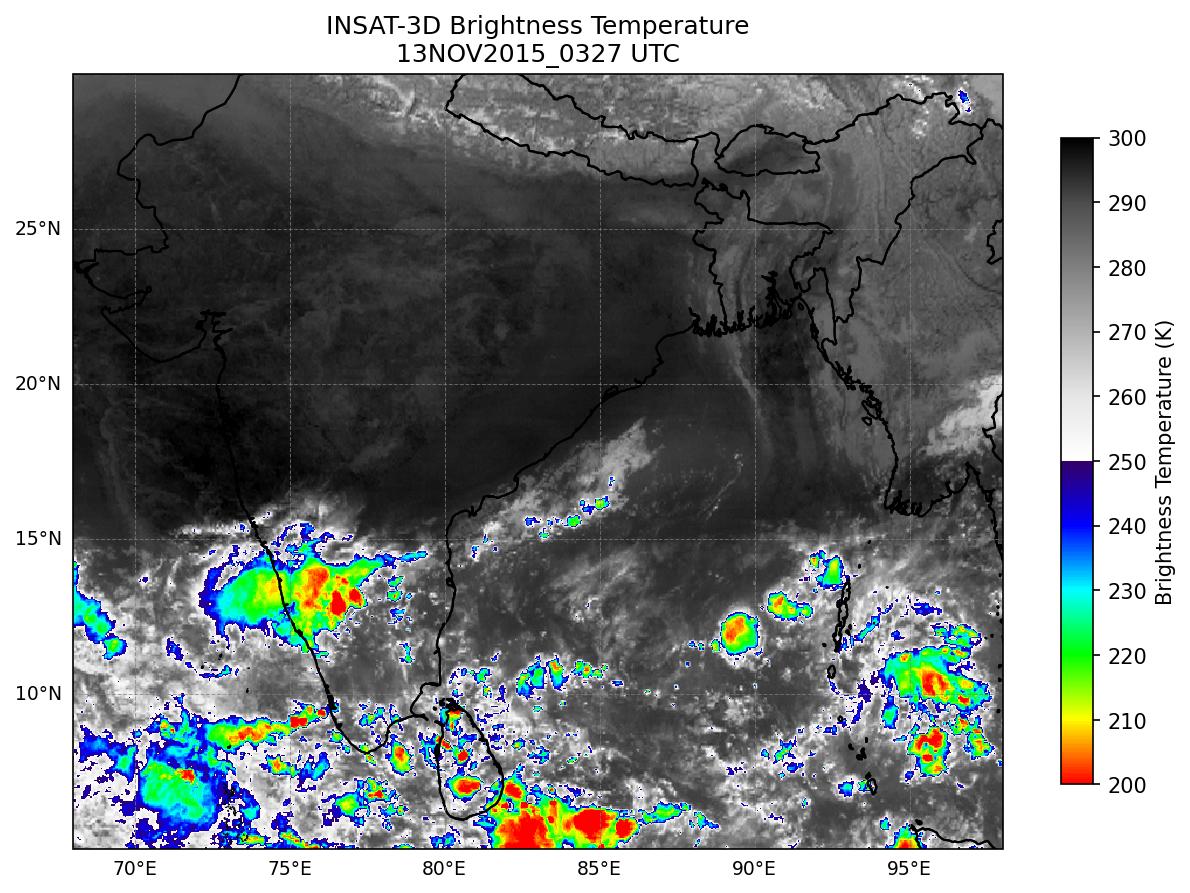 INSAT-3D Brightness Temperature
13NOV2015_0327 UTC
25°N
20°N
15°N
10°N
70°E
75°E
80°E
85°E
90°E
95°E
300
290
280
270
260
250
240
230
220
210
200
Brightness Temperature (K)